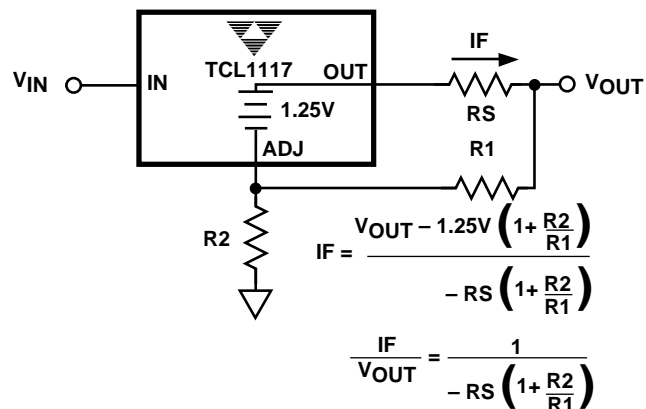 IF
TCL1117
OUT
VIN
IN
VOUT
1.25V
RS
ADJ
R1
R2
IF = VOUT – 1.25V (1+ R2/R1) / – RS (1+ R2/R1)
IF/VOUT = 1 / – RS (1+ R2/R1)